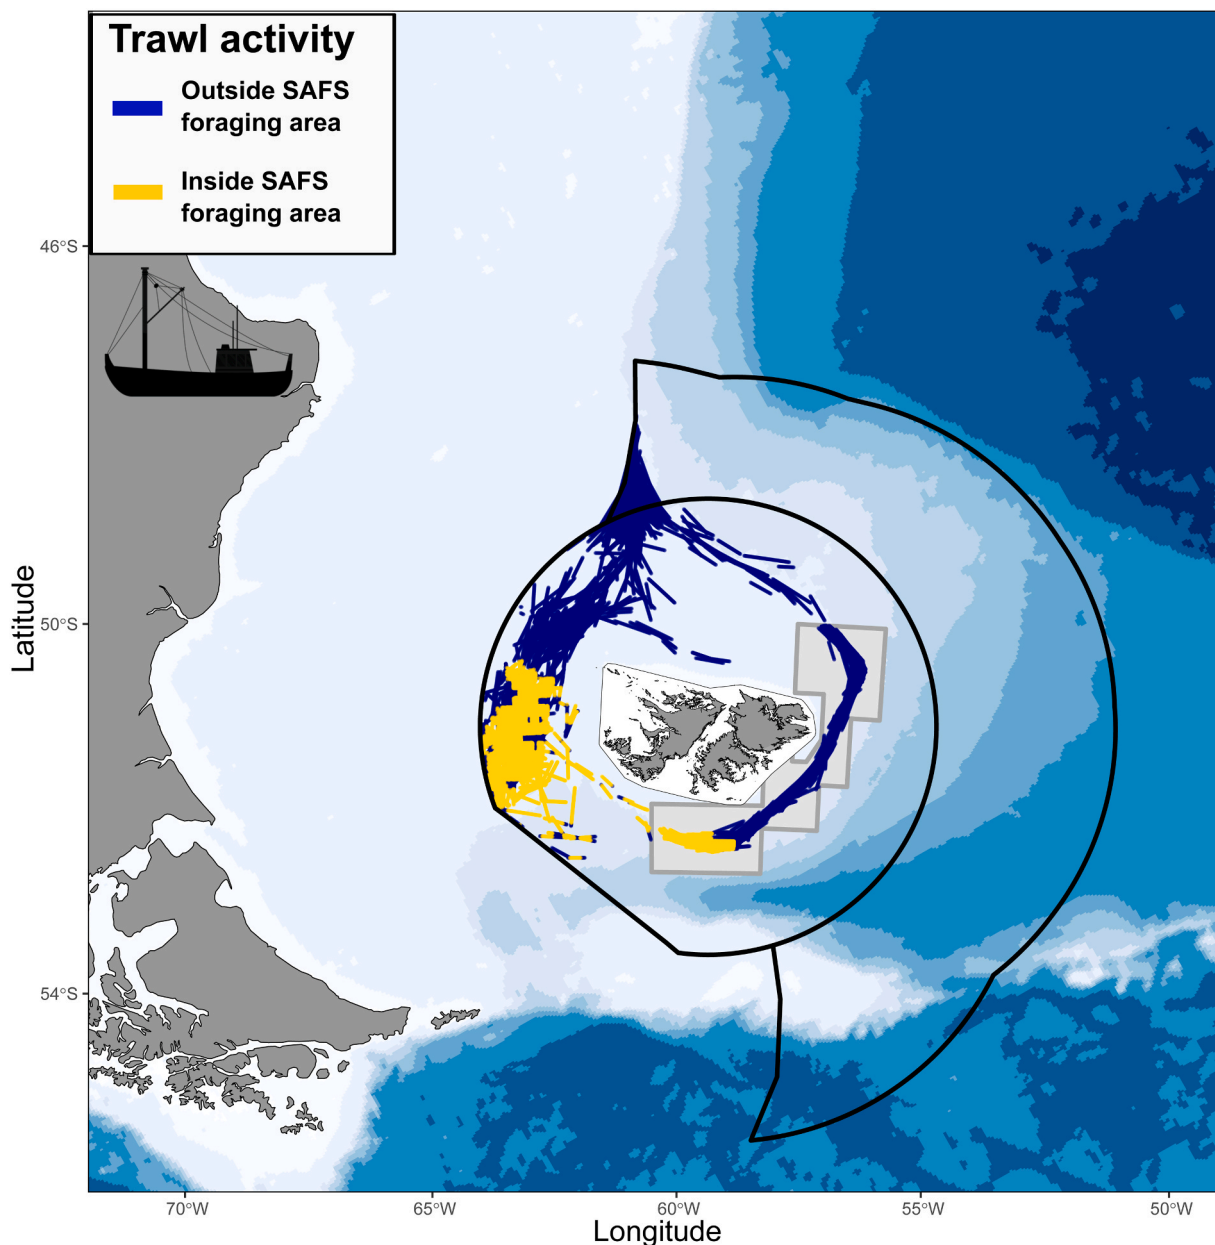 Trawl activity
Outside SAFS
foraging area
Inside SAFS
foraging area
46°S
50°S
54°S
Latitude
70°W
65°W
60°W
55°W
50°W
Longitude